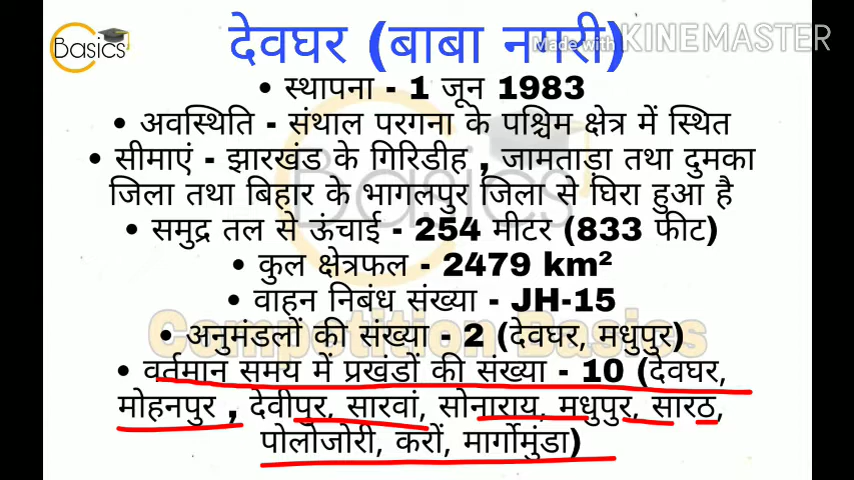 Basics
देवघर (बाबा नगरी)
Made with KINEMASTER
• स्थापना - 1 जून 1983
• अवस्थिति - संथाल परगना के पश्चिम क्षेत्र में स्थित
• सीमाएं - झारखंड के गिरिडीह , जामताड़ा तथा दुमका
जिला तथा बिहार के भागलपुर जिला से घिरा हुआ है
• समुद्र तल से ऊंचाई - 254 मीटर (833 फीट)
• कुल क्षेत्रफल - 2479 km²
• वाहन निबंध संख्या - JH-15
Competition Basics
• अनुमंडलों की संख्या - 2 (देवघर, मधुपुर)
• वर्तमान समय में प्रखंडों की संख्या - 10 (देवघर,
मोहनपुर , देवीपुर, सारवां, सोनाराय, मधुपुर, सारठ,
पोलोजोरी, करों, मार्गोमुंडा)